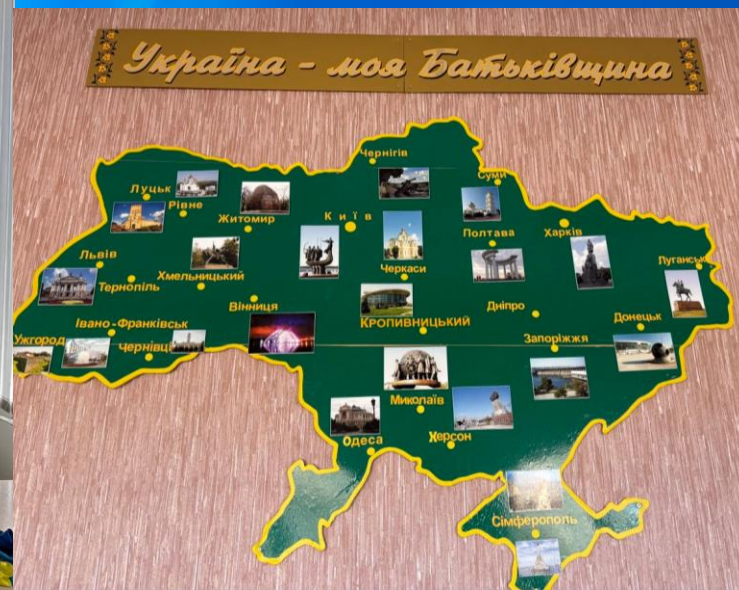 Україна - моя Батьківщина
Чернігів
Суми
Луцьк
Рівне
Житомир
Київ
Полтава
Харків
Львів
Тернопіль
Хмельницький
Черкаси
Луганськ
Вінниця
Дніпро
Івано-Франківськ
КРОПИВНИЦЬКИЙ
Донецьк
Ужгород
Чернівці
Запоріжжя
Миколаїв
Одеса
Херсон
Сімферополь